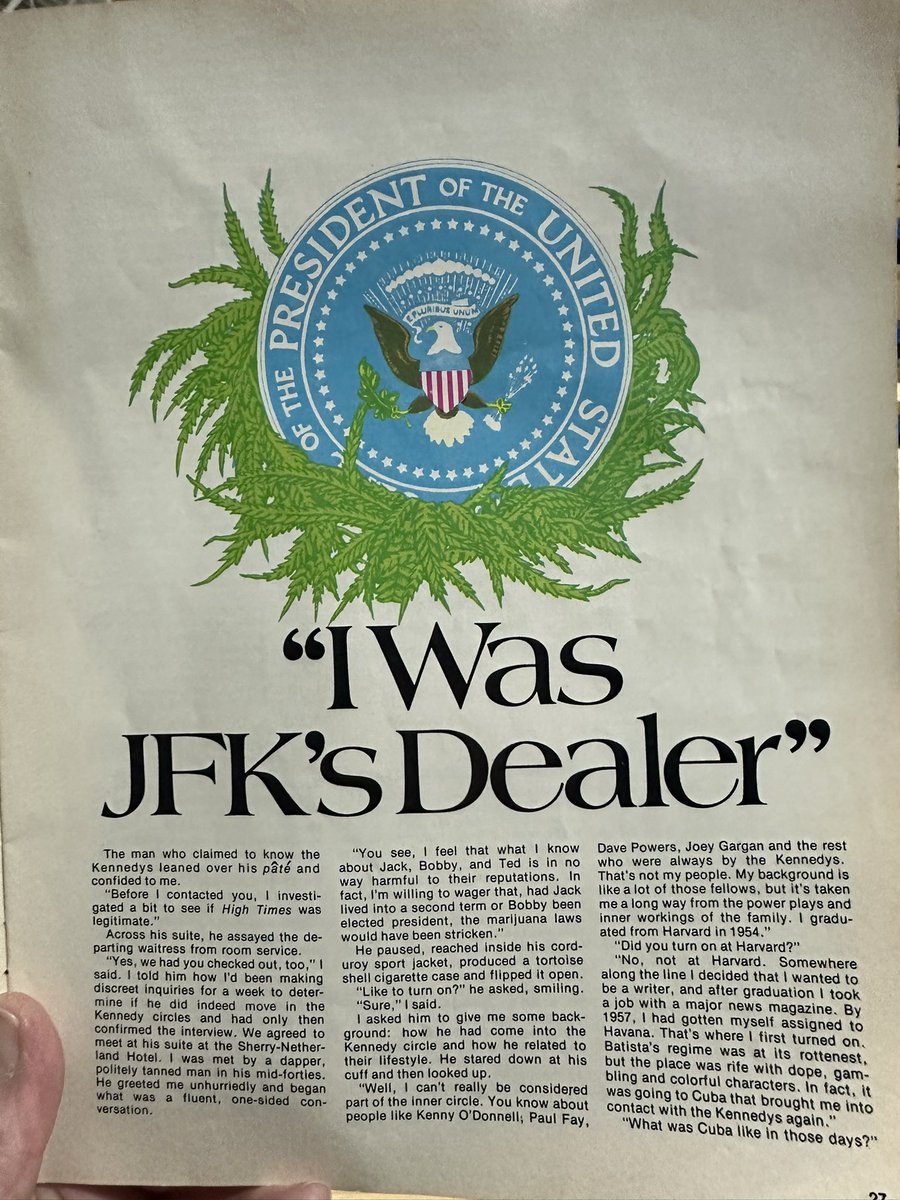 OF THE PRESIDENT OF THE UNITED STATE
E PLURIBUS UNUM
“I Was
JFK’s Dealer”
The man who claimed to know the
Kennedys leaned over his pâté and
confided to me.
“Before I contacted you, I investi-
gated a bit to see if High Times was
legitimate.”
Across his suite, he assayed the de-
parting waitress from room service.
“Yes, we had you checked out, too,” I
said. I told him how I’d been making
discreet inquiries for a week to deter-
mine if he did indeed move in the
Kennedy circles and had only then
confirmed the interview. We agreed to
meet at his suite at the Sherry-Nether-
land Hotel. I was met by a dapper,
politely tanned man in his mid-forties.
He greeted me unhurriedly and began
what was a fluent, one-sided con-
versation.
“You see, I feel that what I know
about Jack, Bobby, and Ted is in no
way harmful to their reputations. In
fact, I’m willing to wager that, had Jack
lived into a second term or Bobby been
elected president, the marijuana laws
would have been stricken.”
He paused, reached inside his cord-
uroy sport jacket, produced a tortoise
shell cigarette case and flipped it open.
“Like to turn on?” he asked, smiling.
“Sure,” I said.
I asked him to give me some back-
ground: how he had come into the
Kennedy circle and how he related to
their lifestyle. He stared down at his
cuff and then looked up.
“Well, I can’t really be considered
part of the inner circle. You know about
people like Kenny O’Donnell; Paul Fay,
Dave Powers, Joey Gargan and the rest
who were always by the Kennedys.
That’s not my people. My background is
like a lot of those fellows, but it’s taken
me a long way from the power plays and
inner workings of the family. I gradu-
ated from Harvard in 1954.”
“Did you turn on at Harvard?”
“No, not at Harvard. Somewhere
along the line I decided that I wanted to
be a writer, and after graduation I took
a job with a major news magazine. By
1957, I had gotten myself assigned to
Havana. That’s where I first turned on.
Batista’s regime was at its rottenest,
but the place was rife with dope, gam-
bling and colorful characters. In fact, it
was going to Cuba that brought me into
contact with the Kennedys again.”
“What was Cuba like in those days?”
27